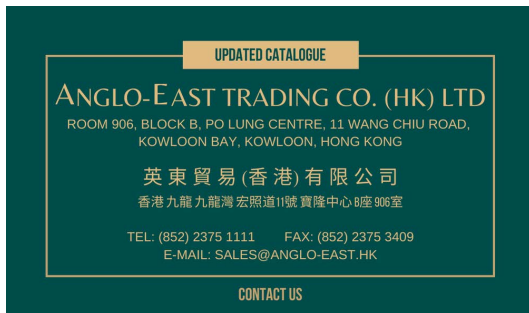 UPDATED CATALOGUE
ANGLO-EAST TRADING CO. (HK) LTD
ROOM 906, BLOCK B, PO LUNG CENTRE, 11 WANG CHIU ROAD,
KOWLOON BAY, KOWLOON, HONG KONG
英東貿易(香港)有限公司
香港 九龍 九龍灣 宏照道11號 寶隆中心 B座 906室
TEL: (852) 2375 1111 FAX: (852) 2375 3409
E-MAIL: SALES@ANGLO-EAST.HK
CONTACT US